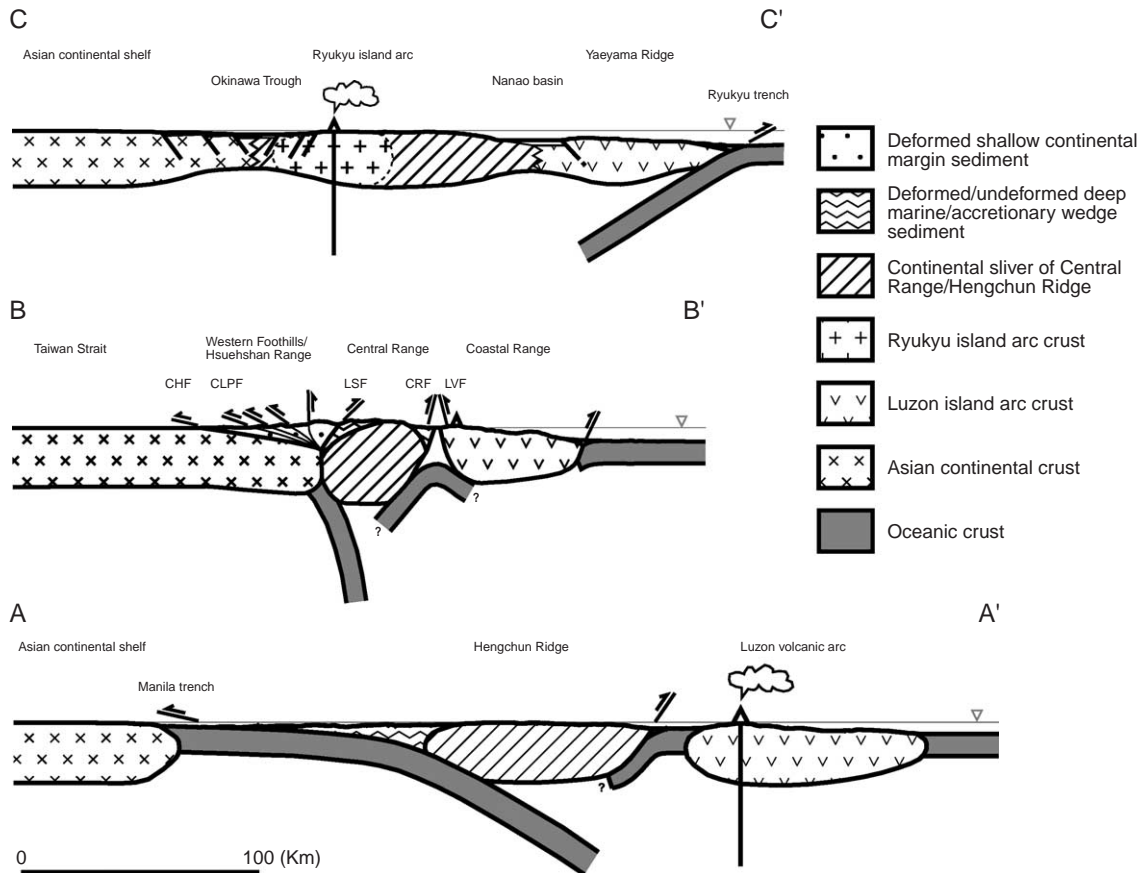 C
C'
Asian continental shelf
Ryukyu island arc
Yaeyama Ridge
Okinawa Trough
Nanao basin
Ryukyu trench
Deformed shallow continental
margin sediment
Deformed/undeformed deep
marine/accretionary wedge
sediment
Continental sliver of Central
Range/Hengchun Ridge
Ryukyu island arc crust
Luzon island arc crust
Asian continental crust
Oceanic crust
B
B'
Taiwan Strait
Western Foothills/
Hsuehshan Range
Central Range
Coastal Range
CHF
CLPF
LSF
CRF
LVF
?
?
A
A'
Asian continental shelf
Hengchun Ridge
Luzon volcanic arc
Manila trench
?
0
100 (Km)